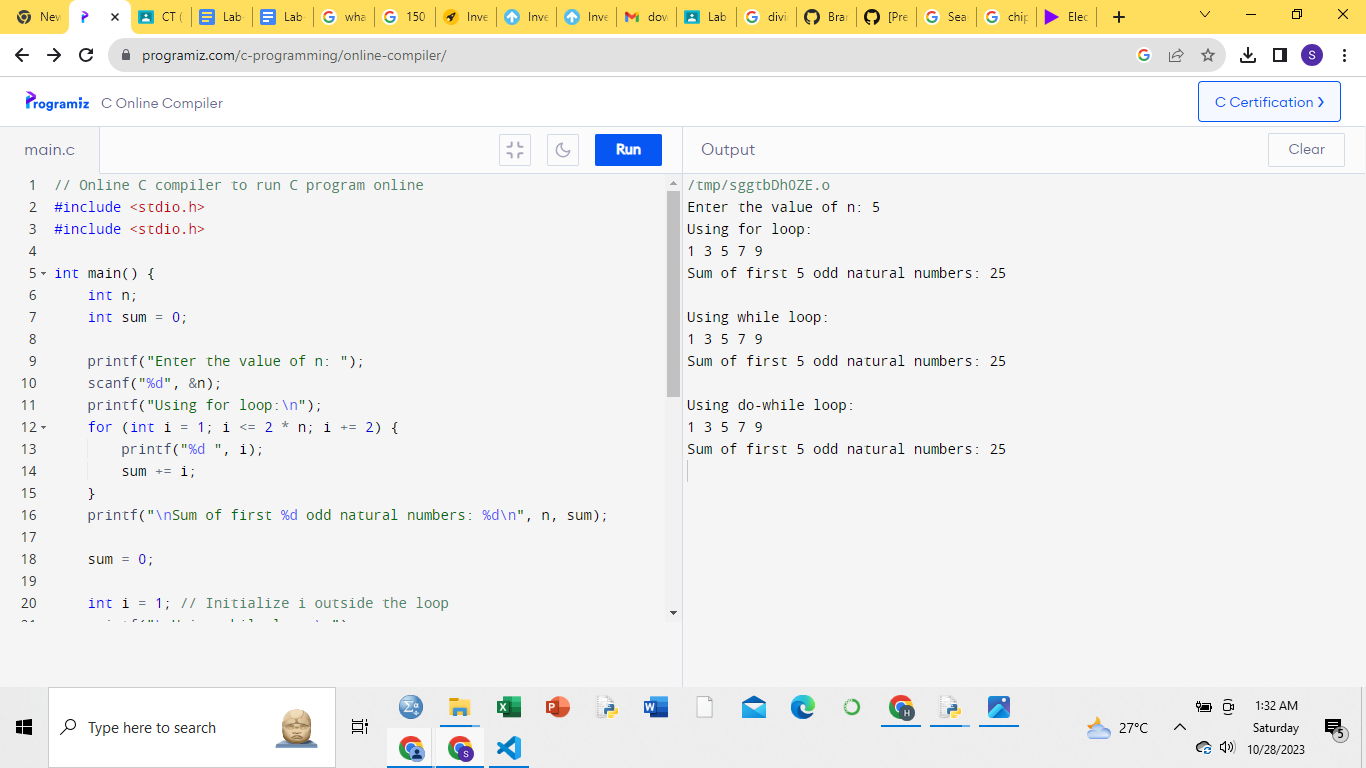 New
CT (
Lab
Lab
wha
150
Inve
Inve
Inve
dow
Lab
divi
Bra
[Pre
Sea
chip
Elec
programiz.com/c-programming/online-compiler/
S
Programiz C Online Compiler
C Certification ❯
main.c
Run
Output
Clear
1 // Online C compiler to run C program online
2 #include <stdio.h>
3 #include <stdio.h>
4
5 int main() {
6 int n;
7 int sum = 0;
8
9 printf("Enter the value of n: ");
10 scanf("%d", &n);
11 printf("Using for loop:\n");
12 for (int i = 1; i <= 2 * n; i += 2) {
13 printf("%d ", i);
14 sum += i;
15 }
16 printf("\nSum of first %d odd natural numbers: %d\n", n, sum);
17
18 sum = 0;
19
20 int i = 1; // Initialize i outside the loop
/tmp/sggtbDhOZE.o
Enter the value of n: 5
Using for loop:
1 3 5 7 9
Sum of first 5 odd natural numbers: 25
Using while loop:
1 3 5 7 9
Sum of first 5 odd natural numbers: 25
Using do-while loop:
1 3 5 7 9
Sum of first 5 odd natural numbers: 25
Type here to search
27°C
1:32 AM
Saturday
10/28/2023
5